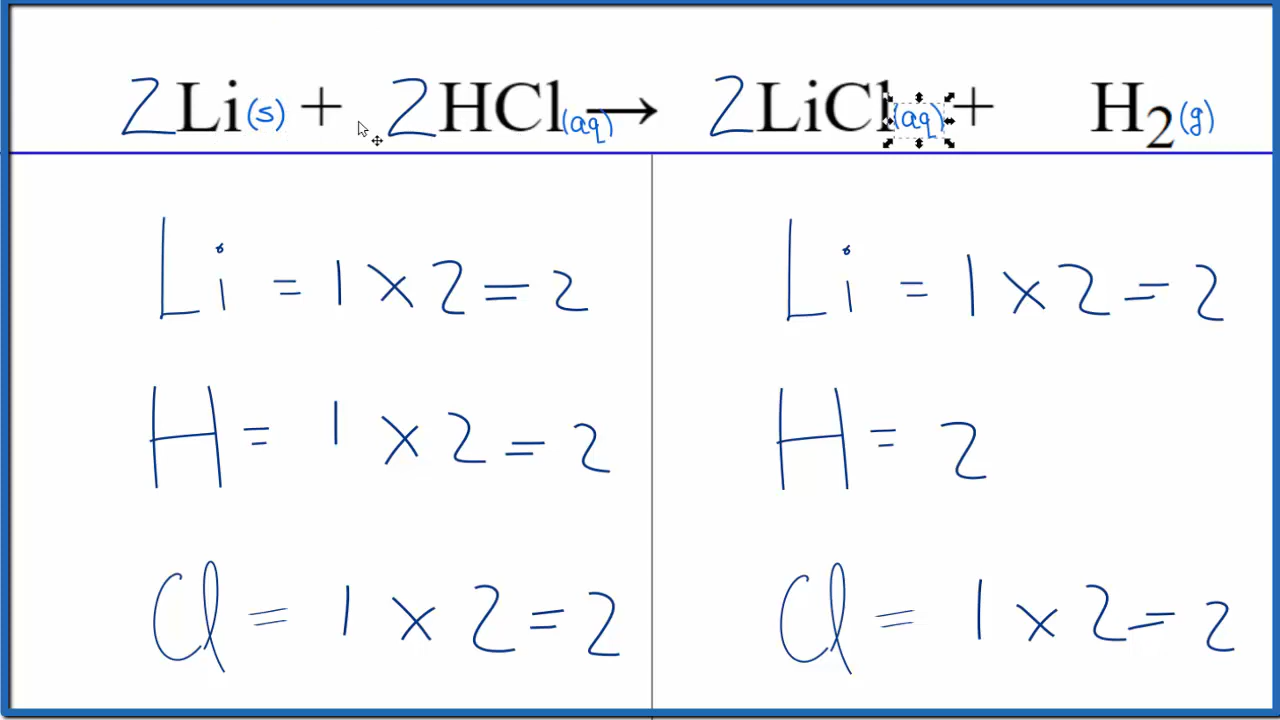 2Li(s) + 2HCl(aq) → 2LiCl(aq) + H₂(g)
Li = 1 × 2 = 2
H = 1 × 2 = 2
Cl = 1 × 2 = 2
Li = 1 × 2 = 2
H = 2
Cl = 1 × 2 = 2